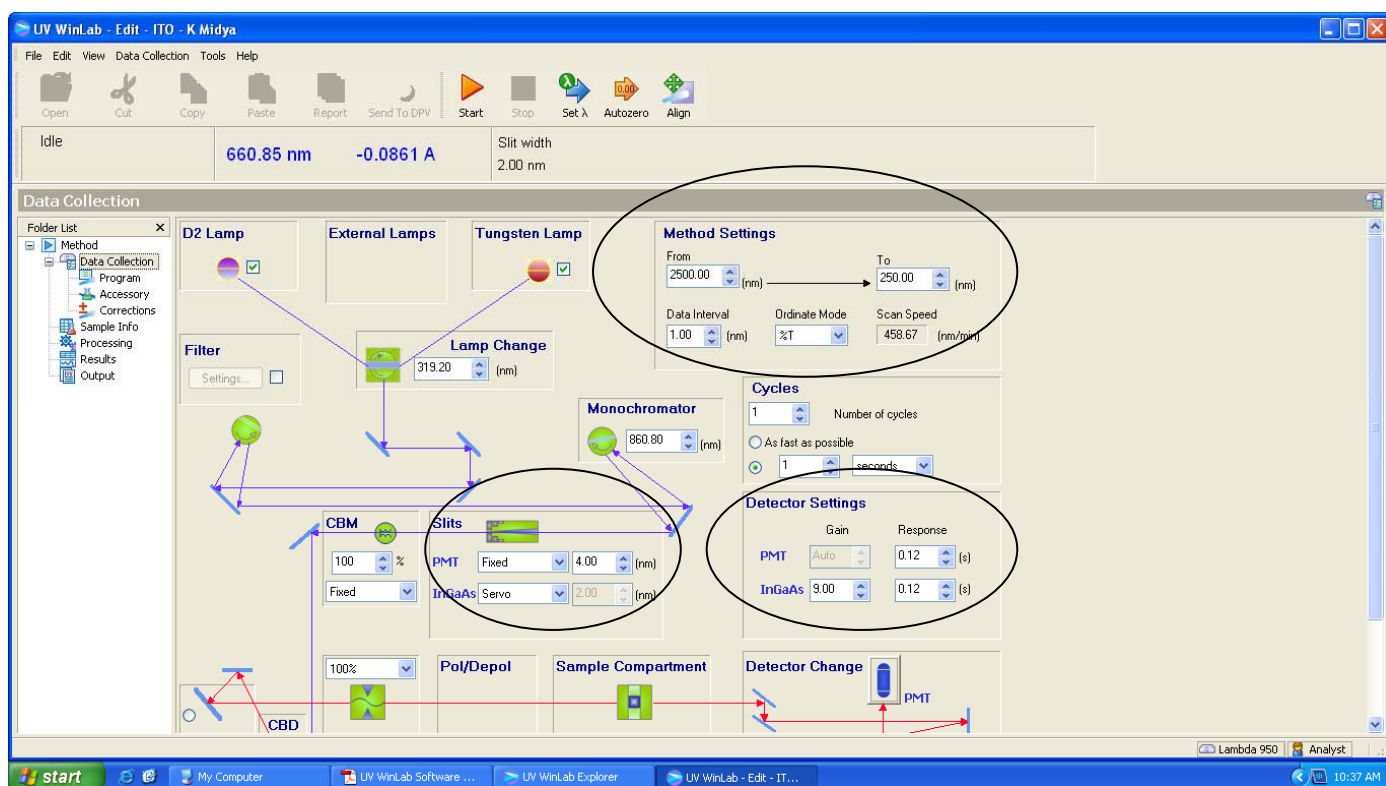 UV WinLab - Edit - ITO - K Midya
File Edit View Data Collection Tools Help
Open Cut Copy Paste Report Send To DPV Start Stop Set λ Autozero Align
Idle
660.85 nm -0.0861 A
Slit width
2.00 nm
Data Collection
Folder List
Method
Data Collection
Program
Accessory
Corrections
Sample Info
Processing
Results
Output
D2 Lamp
External Lamps
Tungsten Lamp
Method Settings
From
2500.00 (nm)
To
250.00 (nm)
Data Interval
1.00 (nm)
Ordinate Mode
%T
Scan Speed
458.67 (nm/min)
Filter
Settings...
Lamp Change
319.20 (nm)
Monochromator
860.80 (nm)
Cycles
1 Number of cycles
As fast as possible
1 seconds
CBM
100 %
Fixed
Slits
PMT Fixed 4.00 (nm)
InGaAs Servo 2.00 (nm)
Detector Settings
Gain Response
PMT Auto 0.12 (s)
InGaAs 9.00 0.12 (s)
CBD
100%
Pol/Depol
Sample Compartment
Detector Change
PMT
Lambda 950 Analyst
start My Computer UV WinLab Software ... UV WinLab Explorer UV WinLab - Edit - IT... 10:37 AM